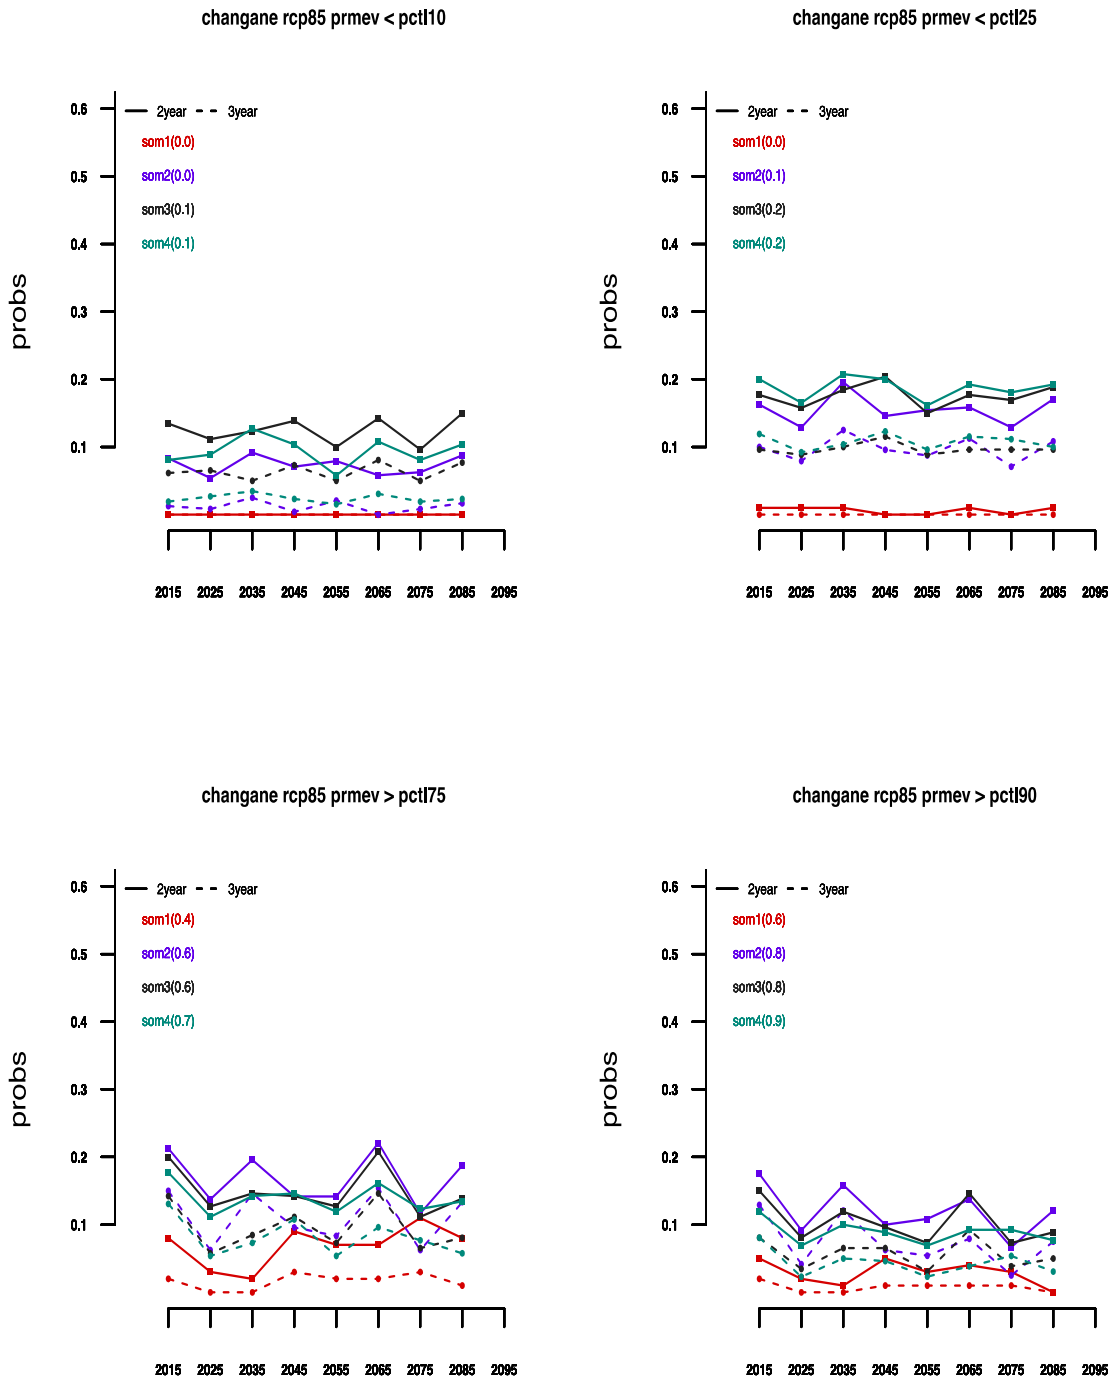 changane rcp85 prmev < pctl10
0.6
0.5
0.4
0.3
0.2
0.1
probs
2year
3year
som1(0.0)
som2(0.0)
som3(0.1)
som4(0.1)
2015 2025 2035 2045 2055 2065 2075 2085 2095
changane rcp85 prmev < pctl25
0.6
0.5
0.4
0.3
0.2
0.1
probs
2year
3year
som1(0.0)
som2(0.1)
som3(0.2)
som4(0.2)
2015 2025 2035 2045 2055 2065 2075 2085 2095
changane rcp85 prmev > pctl75
0.6
0.5
0.4
0.3
0.2
0.1
probs
2year
3year
som1(0.4)
som2(0.6)
som3(0.6)
som4(0.7)
2015 2025 2035 2045 2055 2065 2075 2085 2095
changane rcp85 prmev > pctl90
0.6
0.5
0.4
0.3
0.2
0.1
probs
2year
3year
som1(0.6)
som2(0.8)
som3(0.8)
som4(0.9)
2015 2025 2035 2045 2055 2065 2075 2085 2095